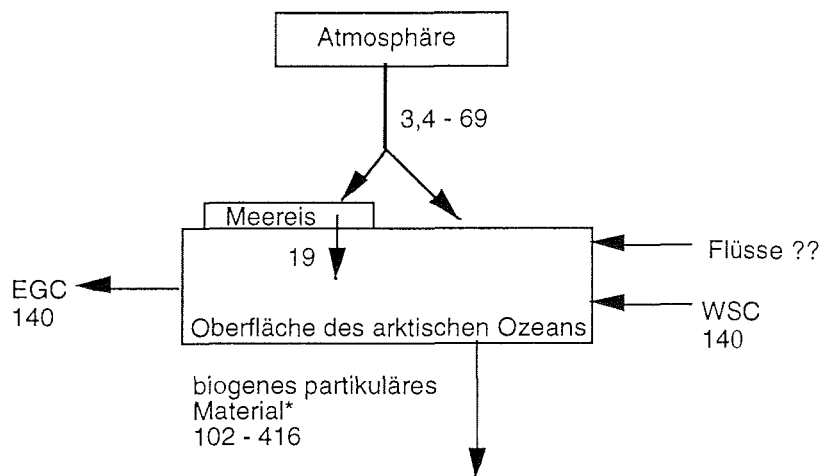 Atmosphäre
3,4 - 69
Meereis
19
Flüsse ??
EGC
140
WSC
140
Oberfläche des arktischen Ozeans
biogenes partikuläres
Material*
102 - 416